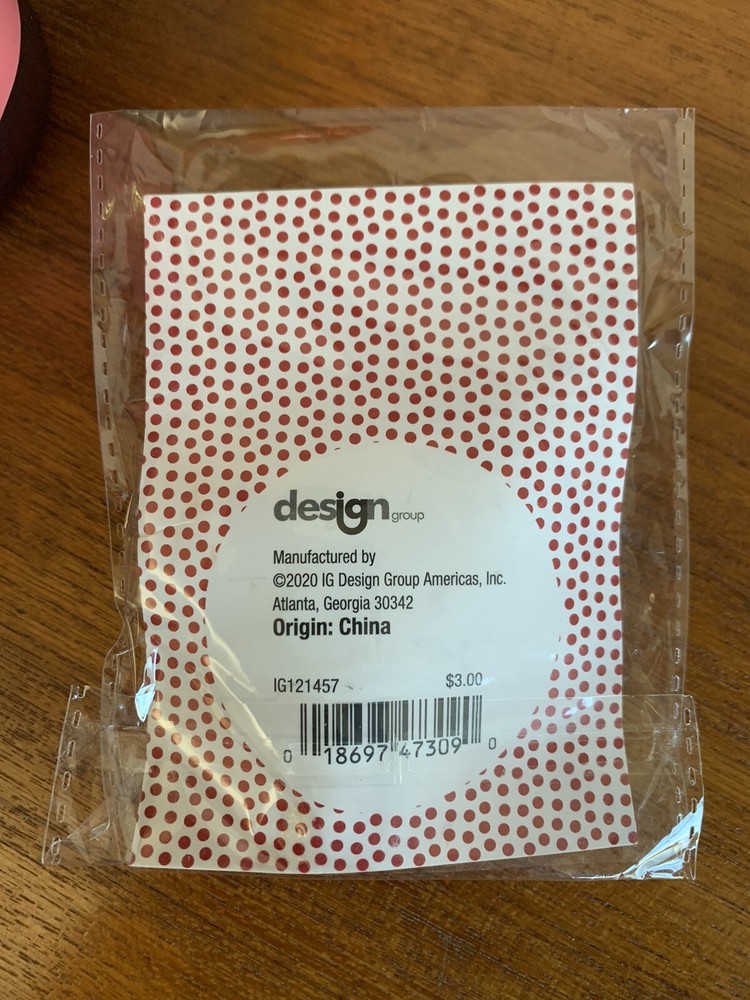 design group
Manufactured by
©2020 IG Design Group Americas, Inc.
Atlanta, Georgia 30342
Origin: China
IG121457 $3.00
0 18697 47309 0